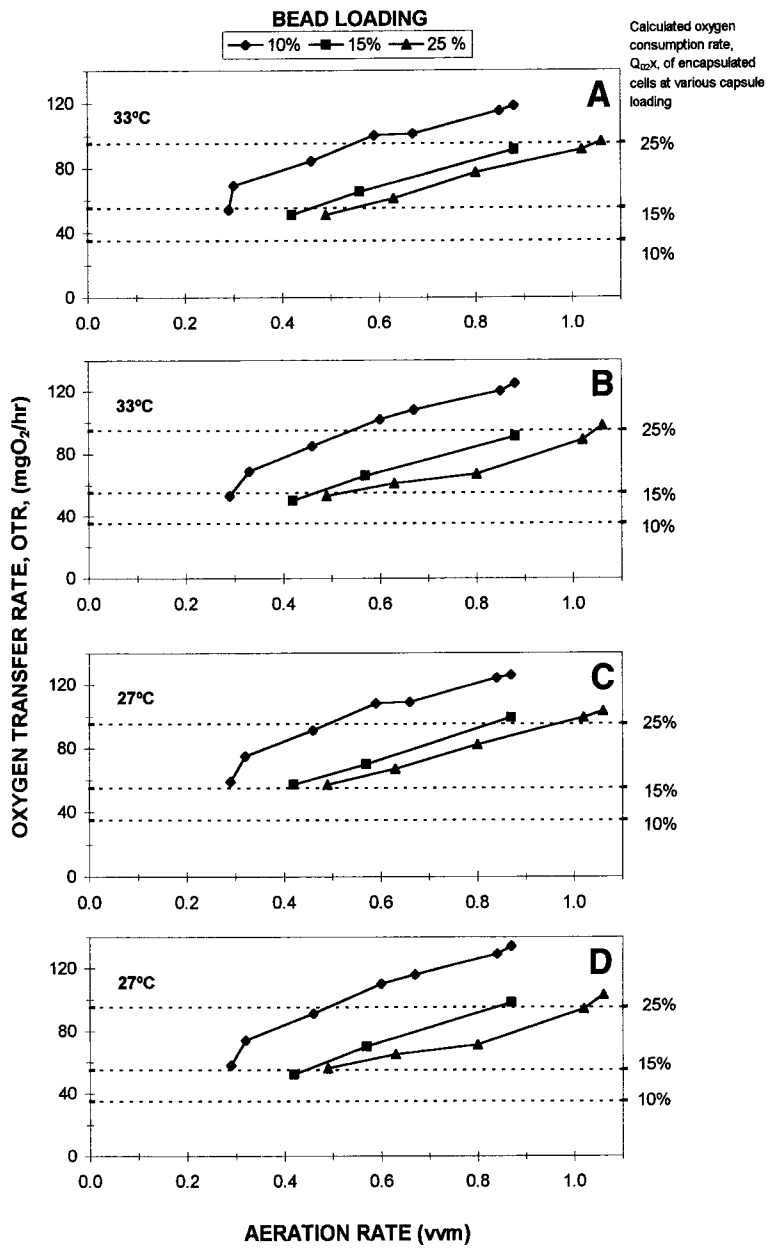 BEAD LOADING
10% 15% 25 %
Calculated oxygen
consumption rate,
Q02X, of encapsulated
cells at various capsule
loading
A
33ºC
120
80
40
0
25%
15%
10%
0.0 0.2 0.4 0.6 0.8 1.0
B
33ºC
120
80
40
0
25%
15%
10%
0.0 0.2 0.4 0.6 0.8 1.0
C
27ºC
120
80
40
0
25%
15%
10%
0.0 0.2 0.4 0.6 0.8 1.0
D
27ºC
120
80
40
0
25%
15%
10%
0.0 0.2 0.4 0.6 0.8 1.0
OXYGEN TRANSFER RATE, OTR, (mgO₂/hr)
AERATION RATE (vvm)